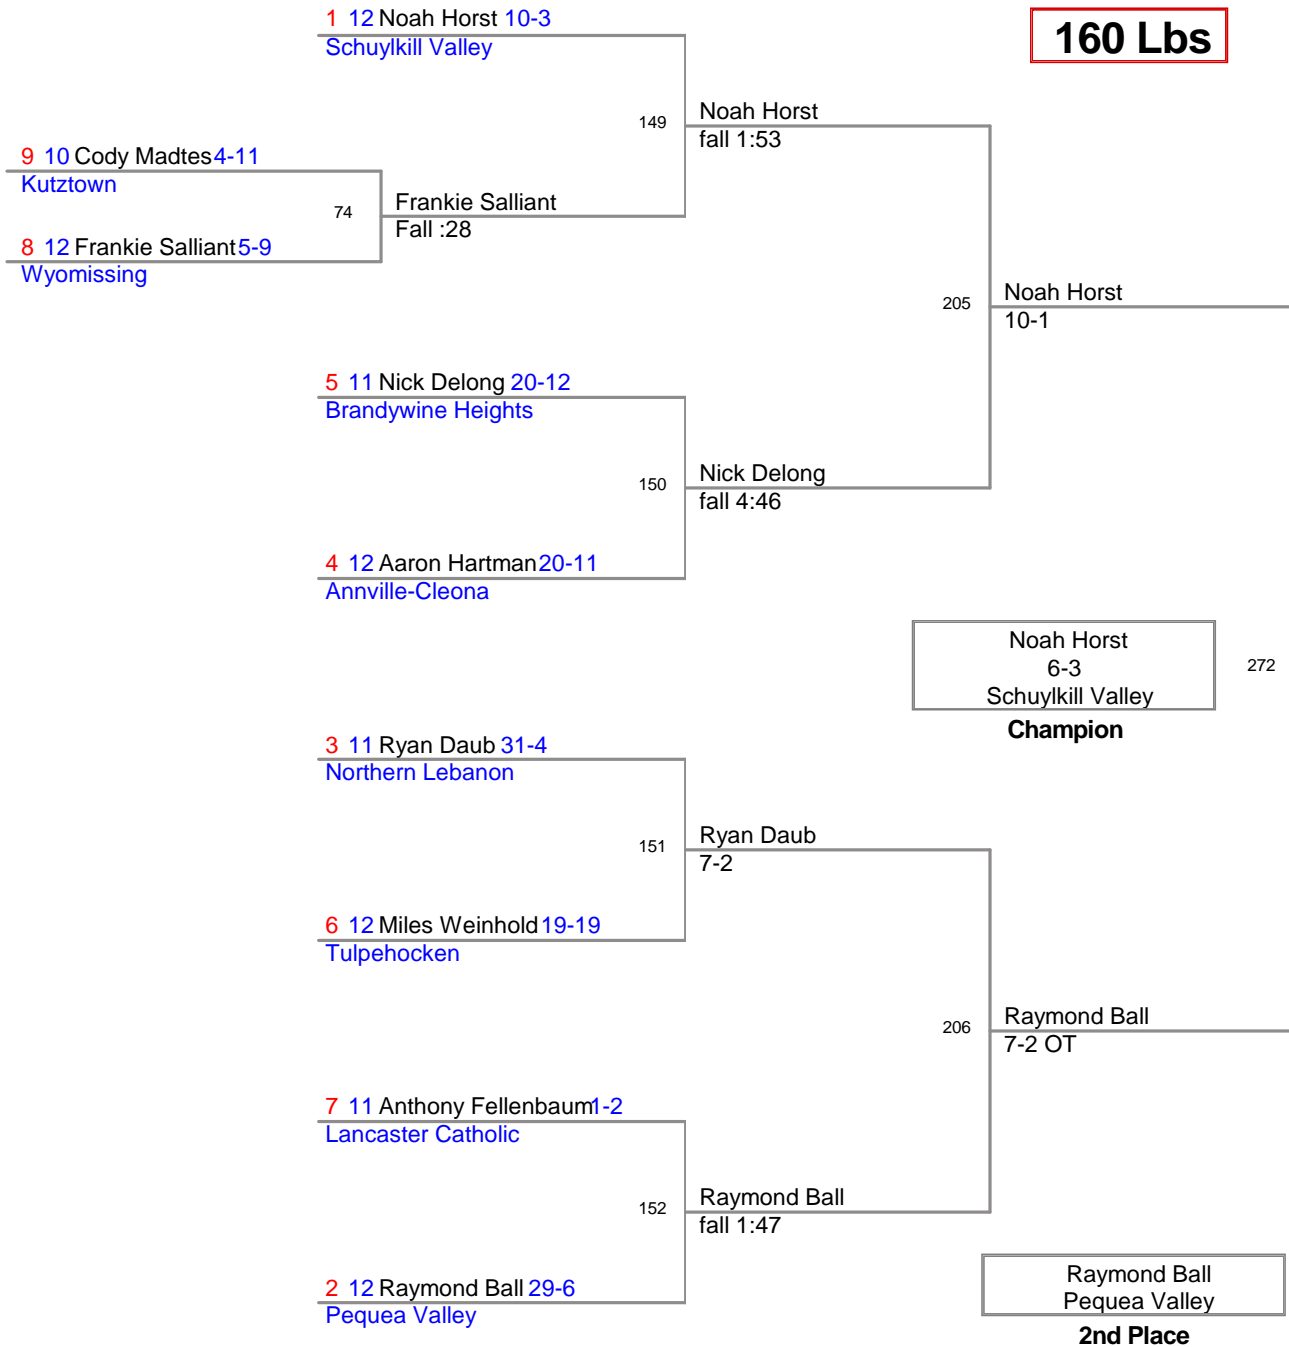 1 12 Noah Horst 10-3
Schuylkill Valley
160 Lbs
149
Noah Horst
fall 1:53
9 10 Cody Madtes 4-11
Kutztown
74
Frankie Salliant
Fall :28
8 12 Frankie Salliant 5-9
Wyomissing
205
Noah Horst
10-1
5 11 Nick Delong 20-12
Brandywine Heights
150
Nick Delong
fall 4:46
4 12 Aaron Hartman 20-11
Annville-Cleona
Noah Horst
6-3
Schuylkill Valley
272
Champion
3 11 Ryan Daub 31-4
Northern Lebanon
151
Ryan Daub
7-2
6 12 Miles Weinhold 19-19
Tulpehocken
206
Raymond Ball
7-2 OT
7 11 Anthony Fellenbaum 1-2
Lancaster Catholic
152
Raymond Ball
fall 1:47
2 12 Raymond Ball 29-6
Pequea Valley
Raymond Ball
Pequea Valley
2nd Place